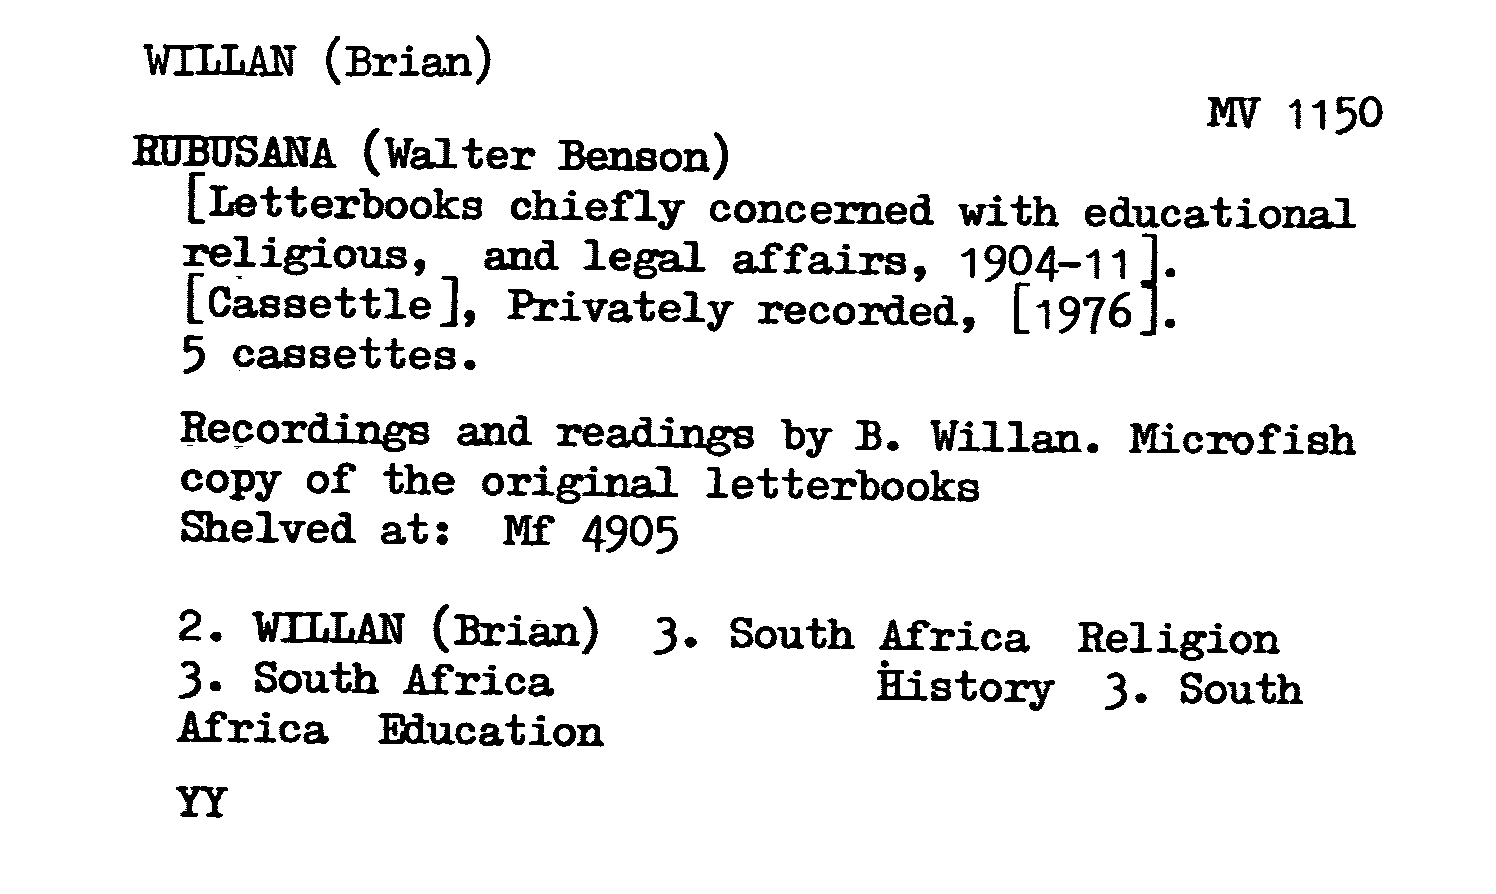 WILLAN (Brian)
MV 1150
RUBUSANA (Walter Benson)
[Letterbooks chiefly concerned with educational
religious, and legal affairs, 1904-11].
[Cassettle], Privately recorded, [1976].
5 cassettes.
Recordings and readings by B. Willan. Microfish
copy of the original letterbooks
Shelved at: Mf 4905
2. WILLAN (Brian) 3. South Africa Religion
3. South Africa History 3. South
Africa Education
YY